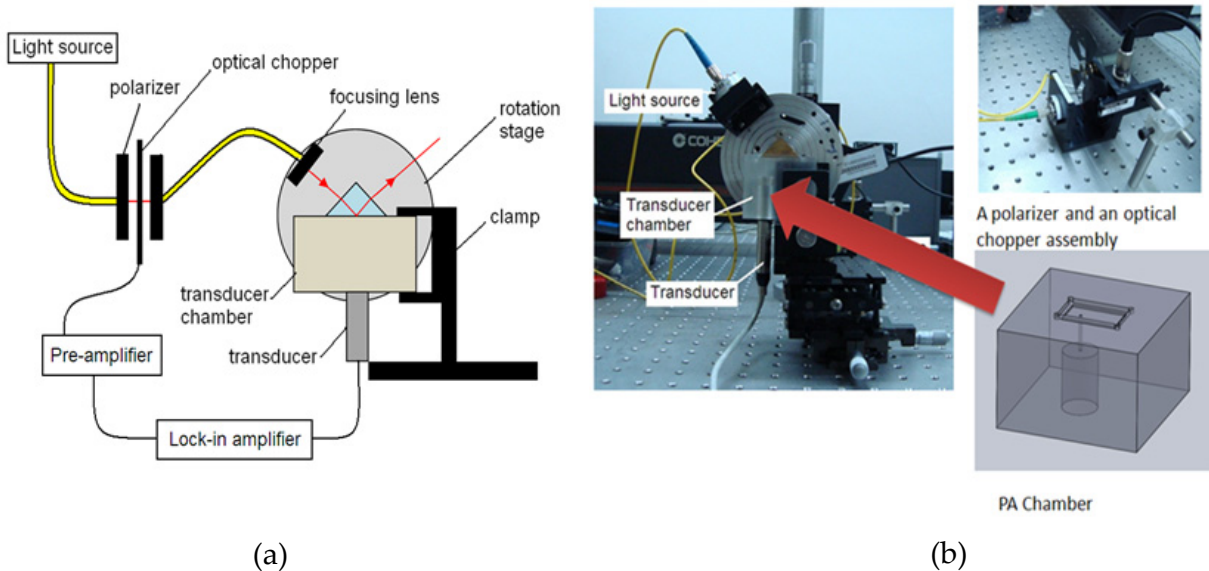 Light source
optical chopper
polarizer
focusing lens
rotation
stage
clamp
transducer
chamber
transducer
Pre-amplifier
Lock-in amplifier
(a)
Light source
COHE
Transducer
chamber
Transducer
A polarizer and an optical
chopper assembly
PA Chamber
(b)